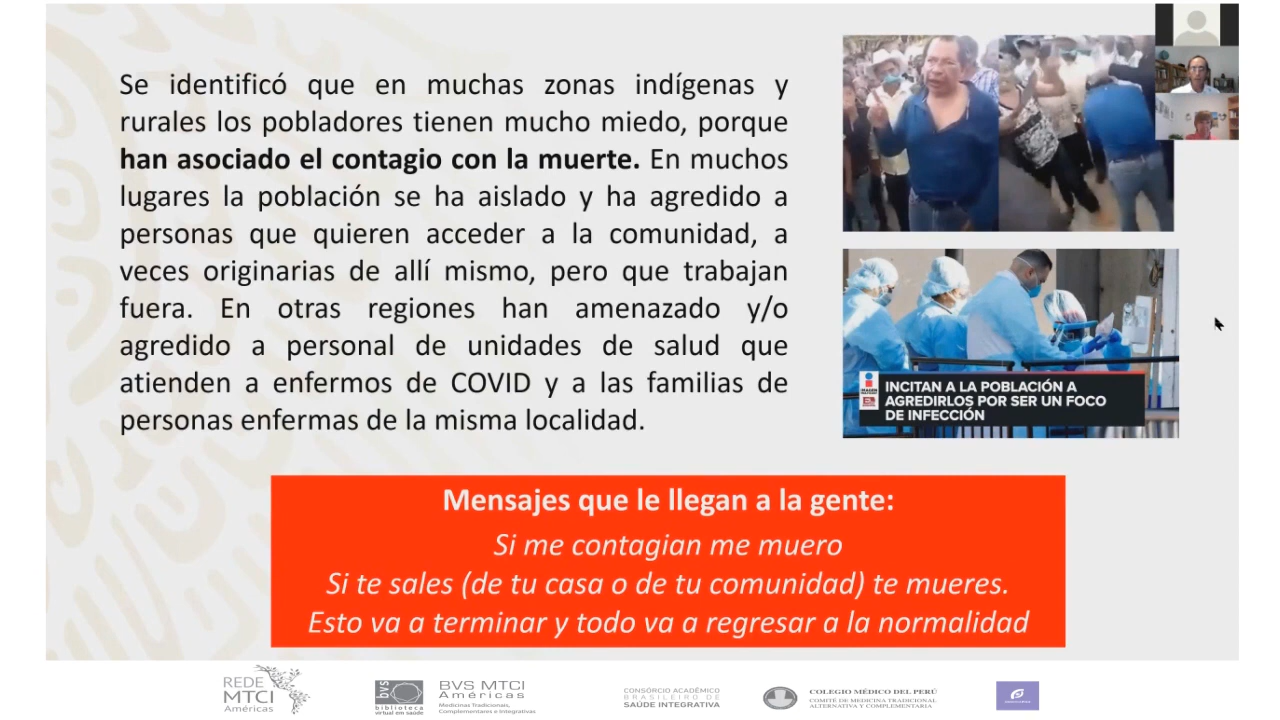 Se identificó que en muchas zonas indígenas y
rurales los pobladores tienen mucho miedo, porque
han asociado el contagio con la muerte. En muchos
lugares la población se ha aislado y ha agredido a
personas que quieren acceder a la comunidad, a
veces originarias de allí mismo, pero que trabajan
fuera. En otras regiones han amenazado y/o
agredido a personal de unidades de salud que
atienden a enfermos de COVID y a las familias de
personas enfermas de la misma localidad.
INCITAN A LA POBLACIÓN A
AGREDIRLOS POR SER UN FOCO
DE INFECCIÓN
Mensajes que le llegan a la gente:
Si me contagian me muero
Si te sales (de tu casa o de tu comunidad) te mueres.
Esto va a terminar y todo va a regresar a la normalidad
REDE
MTCI
Américas
bvs
biblioteca
virtual em saúde
BVS MTCI
Américas
Medicinas Tradicionales,
Complementares e Integrativas
CONSÓRCIO ACADÊMICO
BRASILEIRO DE
SAÚDE INTEGRATIVA
COLEGIO MÉDICO DEL PERÚ
COMITÉ DE MEDICINA TRADICIONAL
ALTERNATIVA Y COMPLEMENTARIA